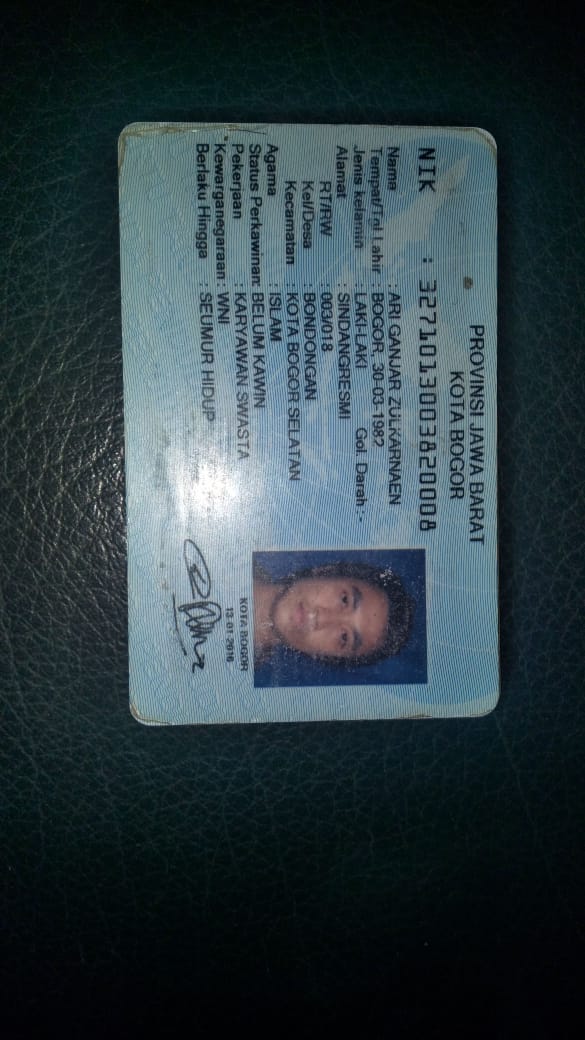 PROVINSI JAWA BARAT
KOTA BOGOR
NIK : 3271013003820008
Nama : ARI GANJAR ZULKARNAEN
Tempat/Tgl Lahir : BOGOR, 30-03-1982
Jenis kelamin : LAKI-LAKI Gol. Darah : -
Alamat : SINDANGRESMI
RT/RW : 003/018
Kel/Desa : BONDONGAN
Kecamatan : KOTA BOGOR SELATAN
Agama : ISLAM
Status Perkawinan: BELUM KAWIN
Pekerjaan : KARYAWAN SWASTA
Kewarganegaraan : WNI
Berlaku Hingga : SEUMUR HIDUP
KOTA BOGOR
13-01-2016